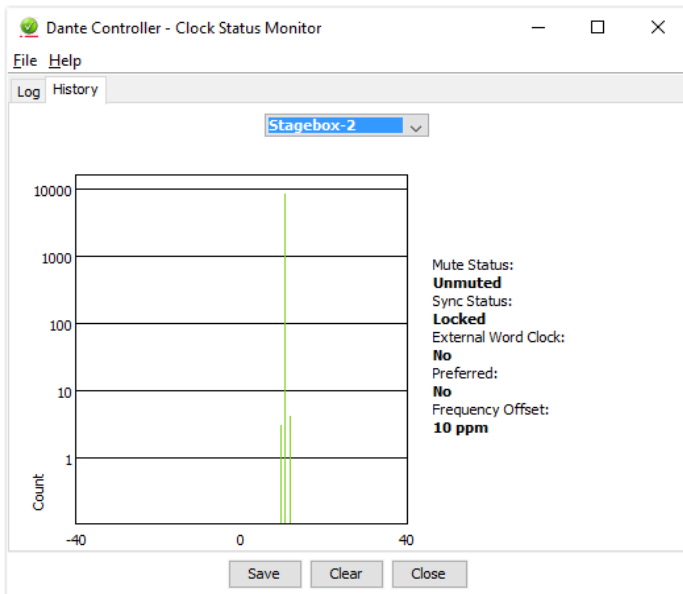 Dante Controller - Clock Status Monitor
File Help
Log History
Stagebox-2
10000
1000
100
10
1
Count
-40 0 40
Mute Status:
Unmuted
Sync Status:
Locked
External Word Clock:
No
Preferred:
No
Frequency Offset:
10 ppm
Save Clear Close